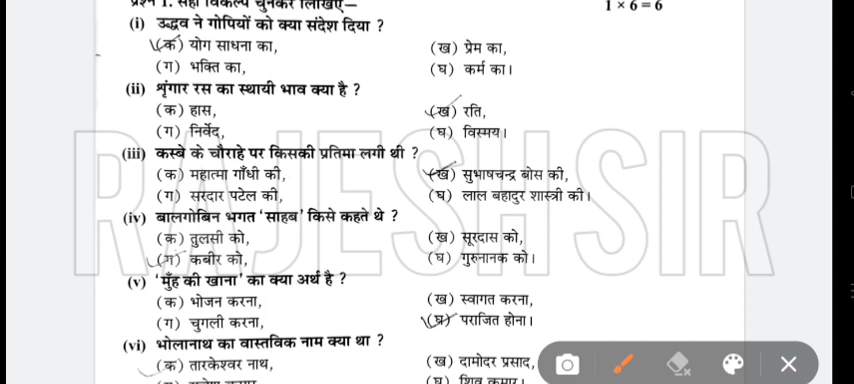 प्रश्न 1. सही विकल्प चुनकर लिखिए— 1 × 6 = 6
(i) उद्धव ने गोपियों को क्या संदेश दिया ?
(क) योग साधना का, (ख) प्रेम का,
(ग) भक्ति का, (घ) कर्म का।
(ii) शृंगार रस का स्थायी भाव क्या है ?
(क) हास, (ख) रति,
(ग) निर्वेद, (घ) विस्मय।
(iii) कस्बे के चौराहे पर किसकी प्रतिमा लगी थी ?
(क) महात्मा गाँधी की, (ख) सुभाषचन्द्र बोस की,
(ग) सरदार पटेल की, (घ) लाल बहादुर शास्त्री की।
(iv) बालगोबिन भगत ‘साहब’ किसे कहते थे ?
(क) तुलसी को, (ख) सूरदास को,
(ग) कबीर को, (घ) गुरुनानक को।
(v) ‘मुँह की खाना’ का क्या अर्थ है ?
(क) भोजन करना, (ख) स्वागत करना,
(ग) चुगली करना, (घ) पराजित होना।
(vi) भोलानाथ का वास्तविक नाम क्या था ?
(क) तारकेश्वर नाथ, (ख) दामोदर प्रसाद,
(घ) शिव कुमार।
RAJESH SIR